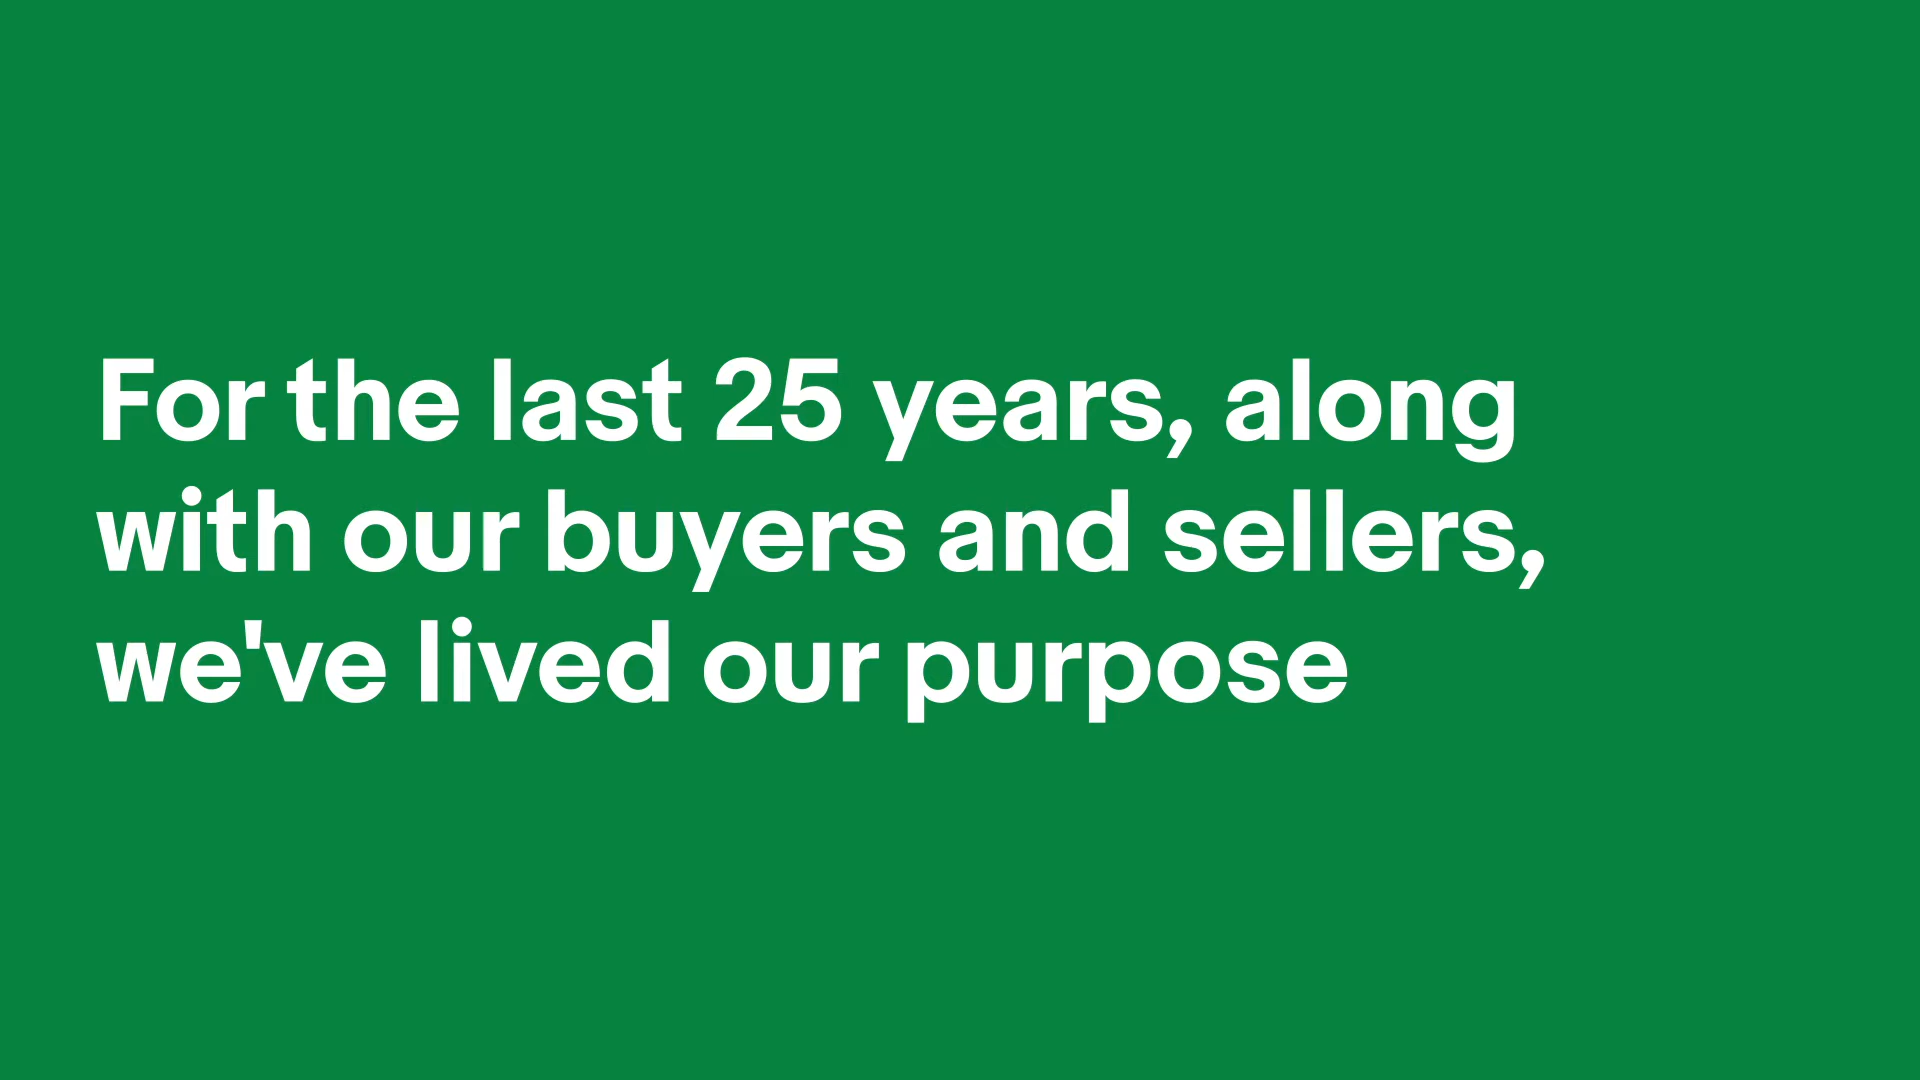 For the last 25 years, along
with our buyers and sellers,
we've lived our purpose